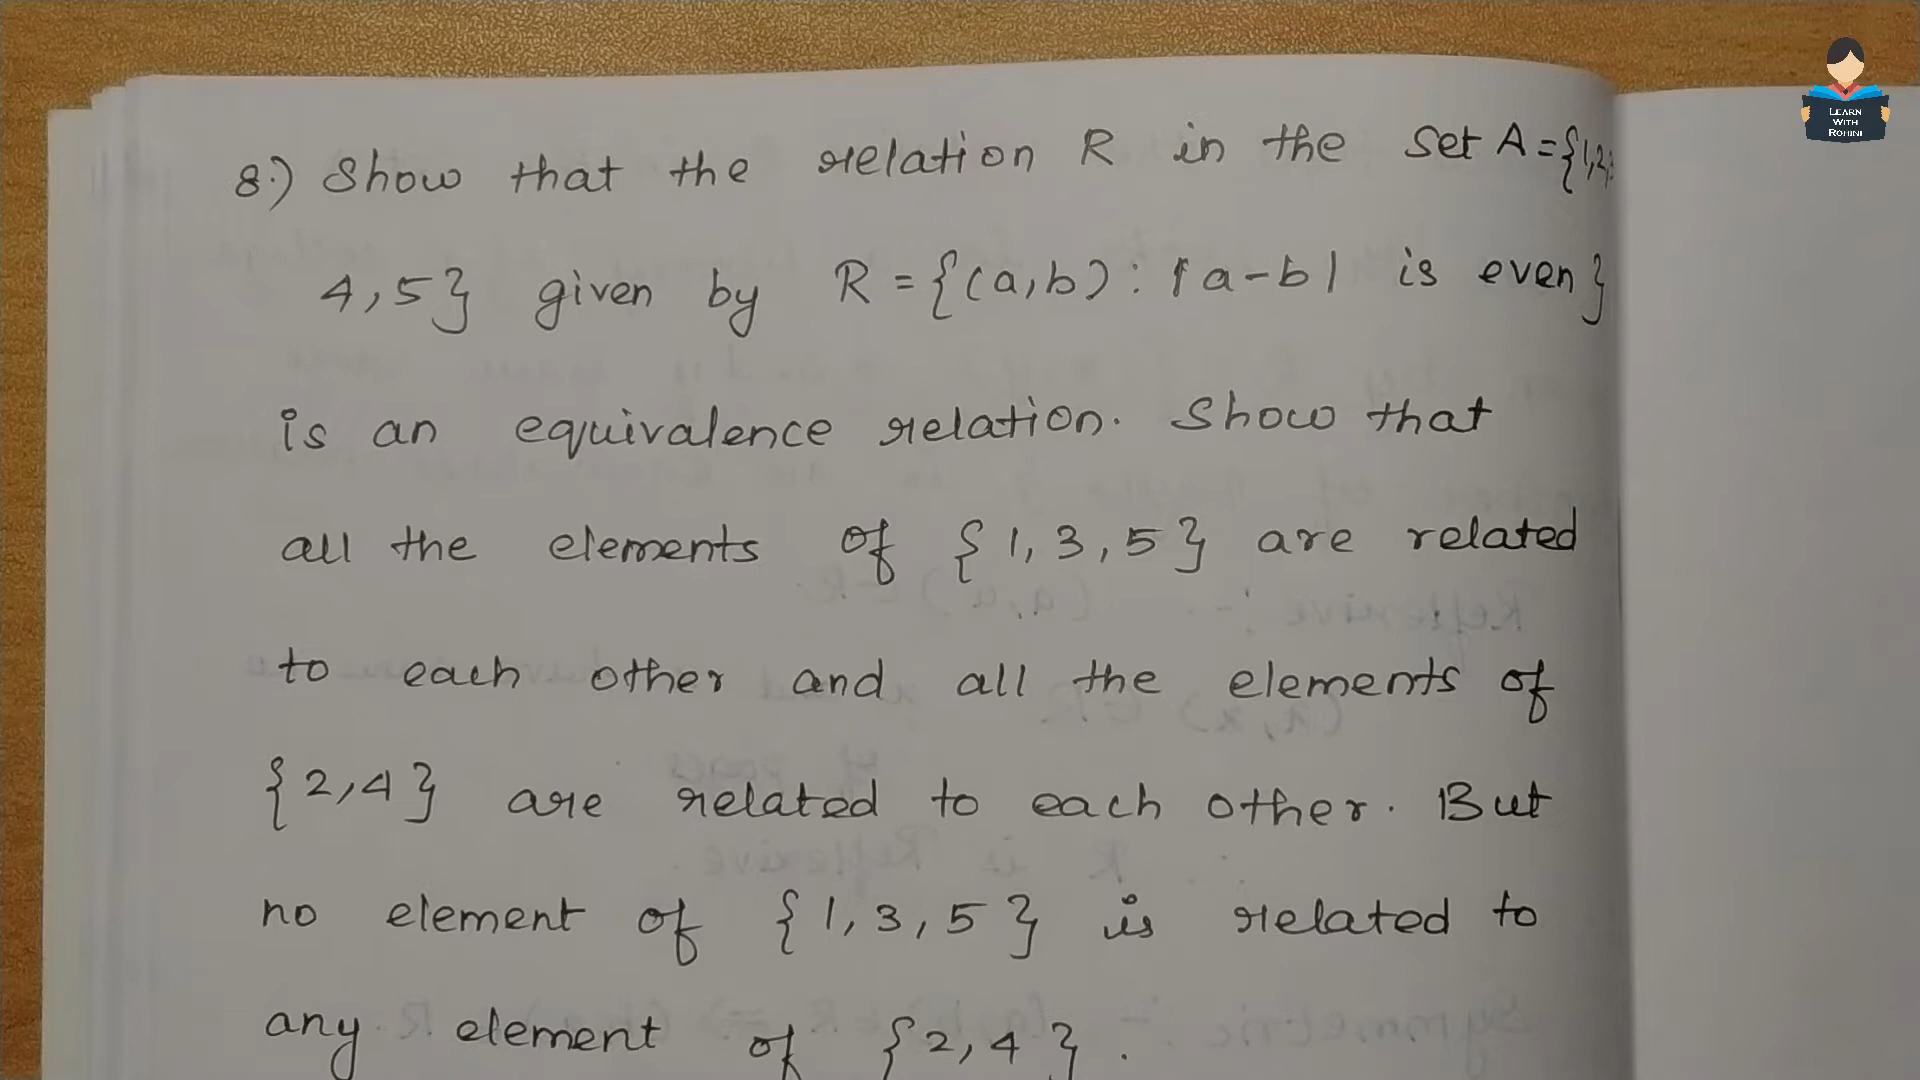 LEARN
WITH
ROHINI
8.) Show that the relation R in the set A={1,2,
4,5} given by R={(a,b): |a-b| is even}
is an equivalence relation. Show that
all the elements of {1,3,5} are related
to each other and all the elements of
{2,4} are related to each other. But
no element of {1,3,5} is related to
any element of {2,4}.